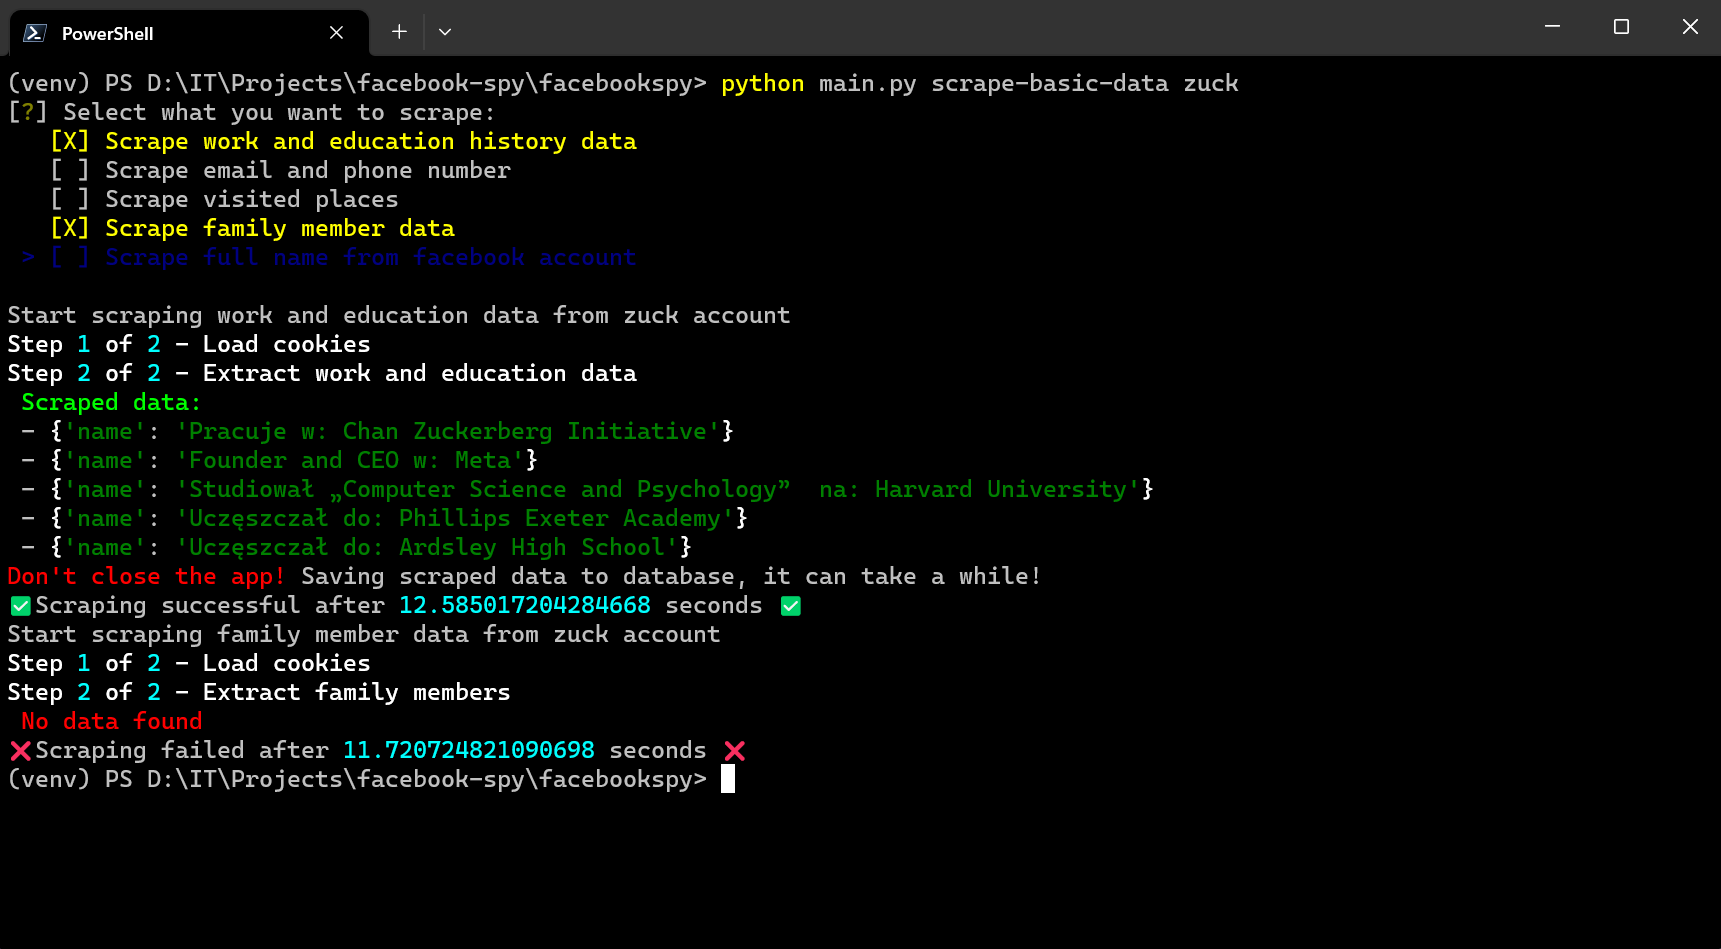 PowerShell
(venv) PS D:\IT\Projects\facebook-spy\facebookspy> python main.py scrape-basic-data zuck
[?] Select what you want to scrape:
[X] Scrape work and education history data
[ ] Scrape email and phone number
[ ] Scrape visited places
[X] Scrape family member data
> [ ] Scrape full name from facebook account
Start scraping work and education data from zuck account
Step 1 of 2 - Load cookies
Step 2 of 2 - Extract work and education data
Scraped data:
- {'name': 'Pracuje w: Chan Zuckerberg Initiative'}
- {'name': 'Founder and CEO w: Meta'}
- {'name': 'Studiował „Computer Science and Psychology”  na: Harvard University'}
- {'name': 'Uczęszczał do: Phillips Exeter Academy'}
- {'name': 'Uczęszczał do: Ardsley High School'}
Don't close the app! Saving scraped data to database, it can take a while!
✅Scraping successful after 12.585017204284668 seconds ✅
Start scraping family member data from zuck account
Step 1 of 2 - Load cookies
Step 2 of 2 - Extract family members
No data found
❌Scraping failed after 11.720724821090698 seconds ❌
(venv) PS D:\IT\Projects\facebook-spy\facebookspy>